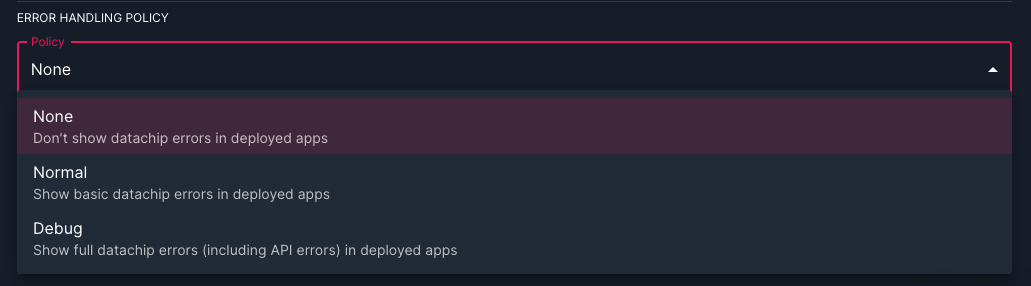 ERROR HANDLING POLICY
Policy
None
None
Don't show datachip errors in deployed apps
Normal
Show basic datachip errors in deployed apps
Debug
Show full datachip errors (including API errors) in deployed apps